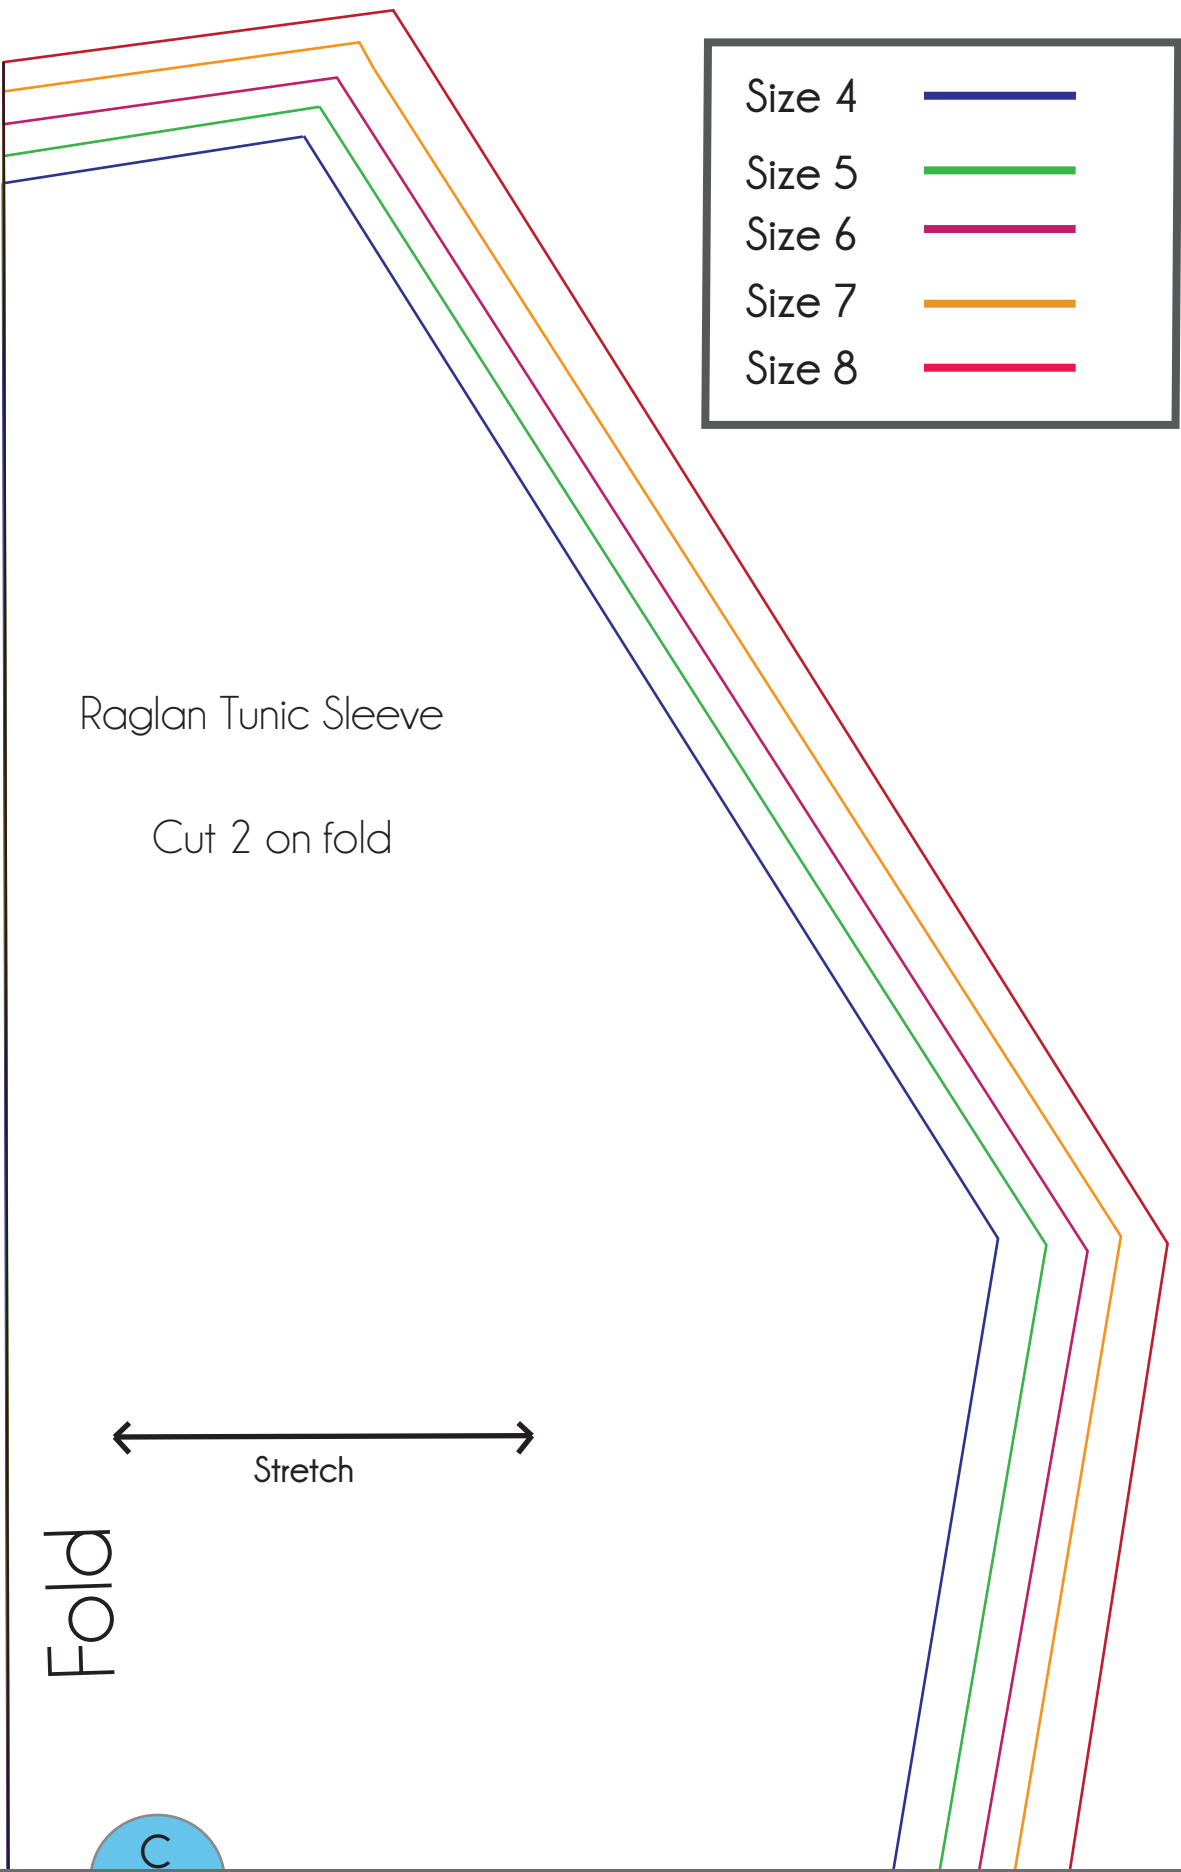 Size 4
Size 5
Size 6
Size 7
Size 8
Raglan Tunic Sleeve
Cut 2 on fold
Stretch
Fold
C